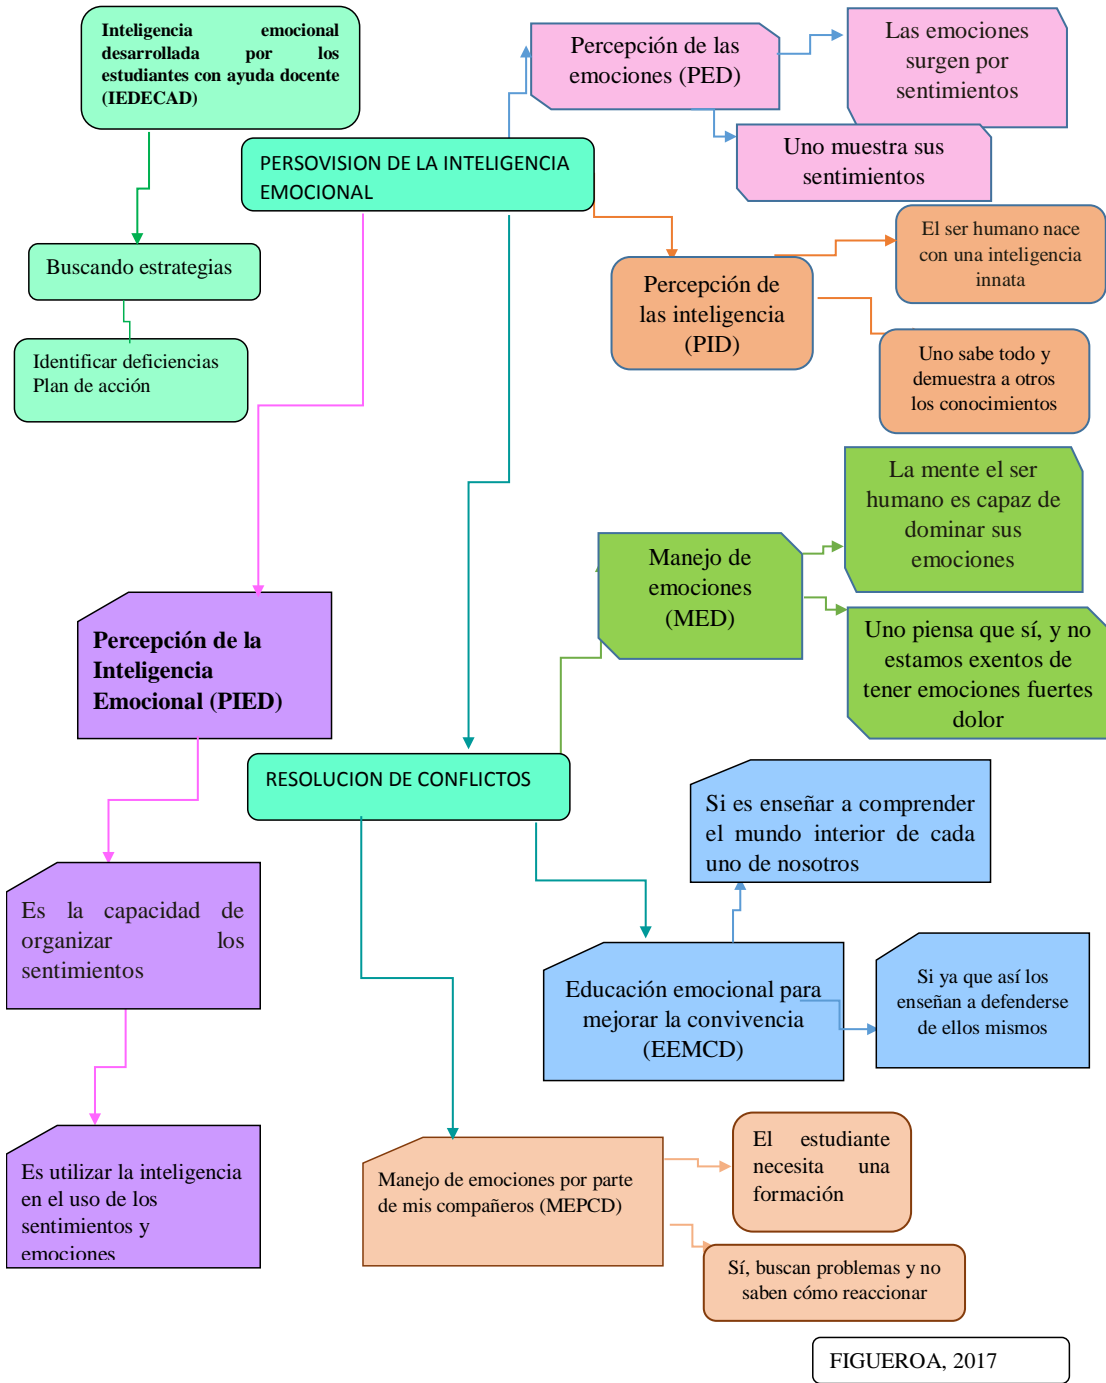 Inteligencia emocional
desarrollada por los
estudiantes con ayuda docente
(IEDECAD)
Percepción de las
emociones (PED)
Las emociones
surgen por
sentimientos
Uno muestra sus
sentimientos
PERSOVISION DE LA INTELIGENCIA
EMOCIONAL
Buscando estrategias
Identificar deficiencias
Plan de acción
Percepción de
las inteligencia
(PID)
El ser humano nace
con una inteligencia
innata
Uno sabe todo y
demuestra a otros
los conocimientos
La mente el ser
humano es capaz de
dominar sus
emociones
Manejo de
emociones
(MED)
Uno piensa que sí, y no
estamos exentos de
tener emociones fuertes
dolor
Percepción de la
Inteligencia
Emocional (PIED)
RESOLUCION DE CONFLICTOS
Si es enseñar a comprender
el mundo interior de cada
uno de nosotros
Es la capacidad de
organizar los
sentimientos
Educación emocional para
mejorar la convivencia
(EEMCD)
Si ya que así los
enseñan a defenderse
de ellos mismos
Es utilizar la inteligencia
en el uso de los
sentimientos y
emociones
Manejo de emociones por parte
de mis compañeros (MEPCD)
El estudiante
necesita una
formación
Sí, buscan problemas y no
saben cómo reaccionar
FIGUEROA, 2017